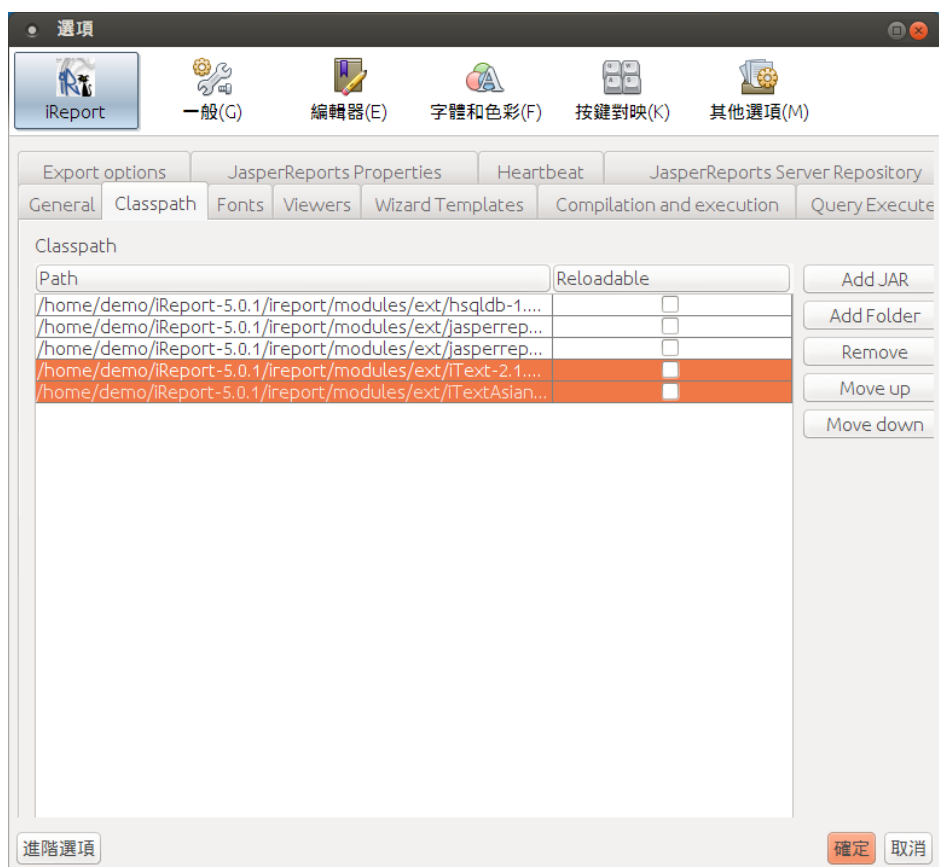 選項
iReport 一般(G) 編輯器(E) 字體和色彩(F) 按鍵對映(K) 其他選項(M)
Export options JasperReports Properties Heartbeat JasperReports Server Repository
General Classpath Fonts Viewers Wizard Templates Compilation and execution Query Execute
Classpath
Path Reloadable Add JAR
/home/demo/iReport-5.0.1/ireport/modules/ext/hsqldb-1....
Add Folder
/home/demo/iReport-5.0.1/ireport/modules/ext/jasperrep...
/home/demo/iReport-5.0.1/ireport/modules/ext/jasperrep...
Remove
/home/demo/iReport-5.0.1/ireport/modules/ext/iText-2.1....
/home/demo/iReport-5.0.1/ireport/modules/ext/iTextAsian...
Move up
Move down
進階選項 確定 取消